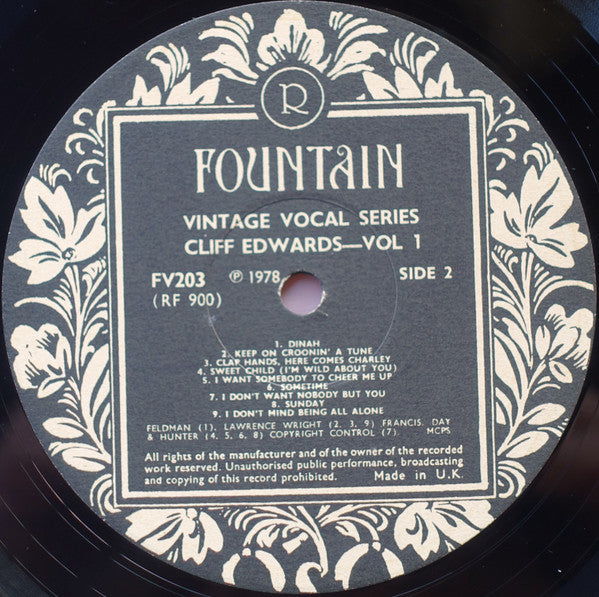 R
FOUNTAIN
VINTAGE VOCAL SERIES
CLIFF EDWARDS—VOL 1
FV203 ℗ 1978 SIDE 2
(RF 900)
1. DINAH
2. KEEP ON CROONIN' A TUNE
3. CLAP HANDS, HERE COMES CHARLEY
4. SWEET CHILD (I'M WILD ABOUT YOU)
5. I WANT SOMEBODY TO CHEER ME UP
6. SOMETIME
7. I DON'T WANT NOBODY BUT YOU
8. SUNDAY
9. I DON'T MIND BEING ALL ALONE
FELDMAN (1). LAWRENCE WRIGHT (2. 3. 9) FRANCIS. DAY
& HUNTER (4. 5. 6. 8) COPYRIGHT CONTROL (7). MCPS
All rights of the manufacturer and of the owner of the recorded
work reserved. Unauthorised public performance, broadcasting
and copying of this record prohibited. Made in U.K.